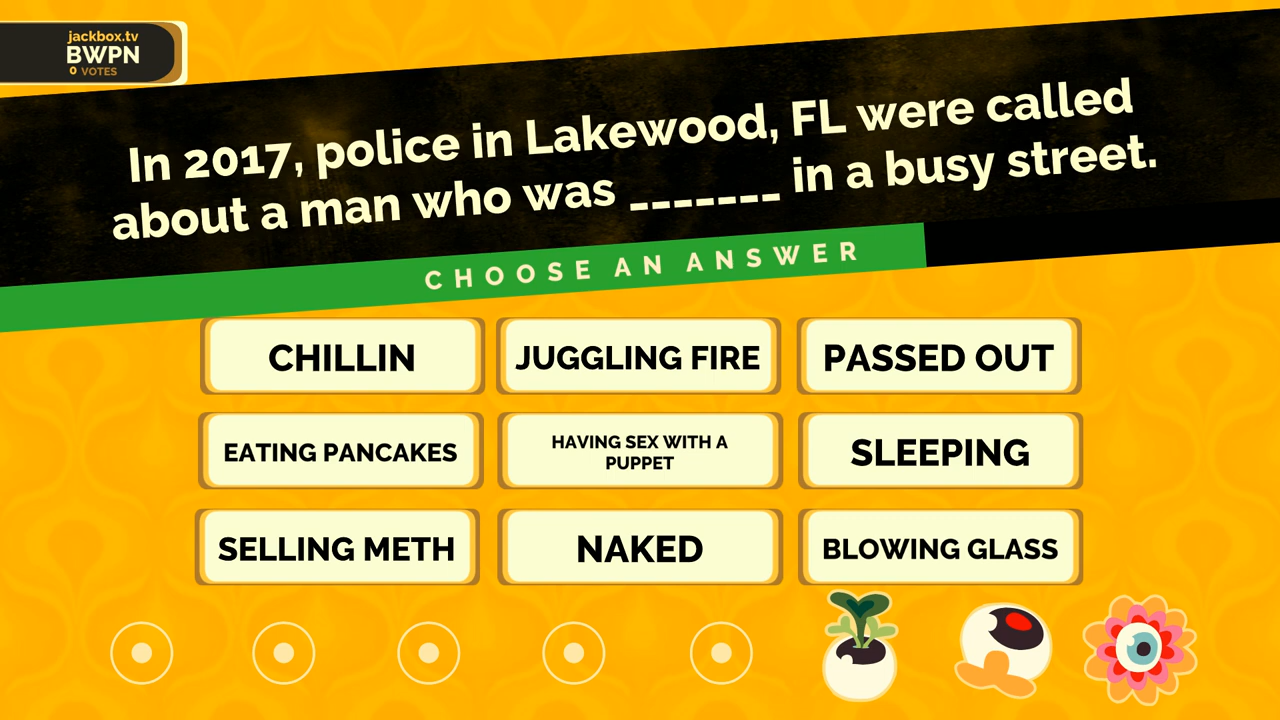 jackbox.tv
BWPN
0 VOTES
In 2017, police in Lakewood, FL were called
about a man who was _______ in a busy street.
CHOOSE AN ANSWER
CHILLIN
JUGGLING FIRE
PASSED OUT
EATING PANCAKES
HAVING SEX WITH A
PUPPET
SLEEPING
SELLING METH
NAKED
BLOWING GLASS